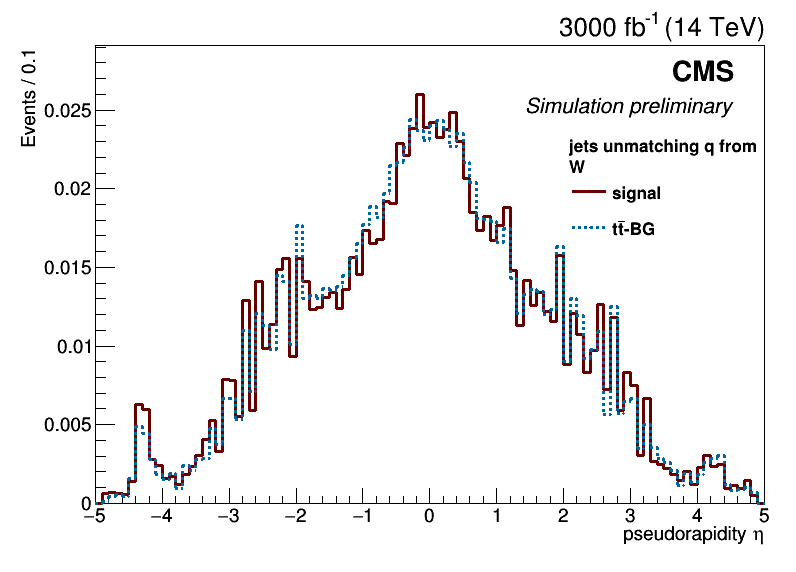 3000 fb⁻¹ (14 TeV)
CMS
Simulation preliminary
jets unmatching q from
W
signal
tt̄-BG
Events / 0.1
0.025
0.02
0.015
0.01
0.005
0
−5 −4 −3 −2 −1 0 1 2 3 4 5
pseudorapidity η